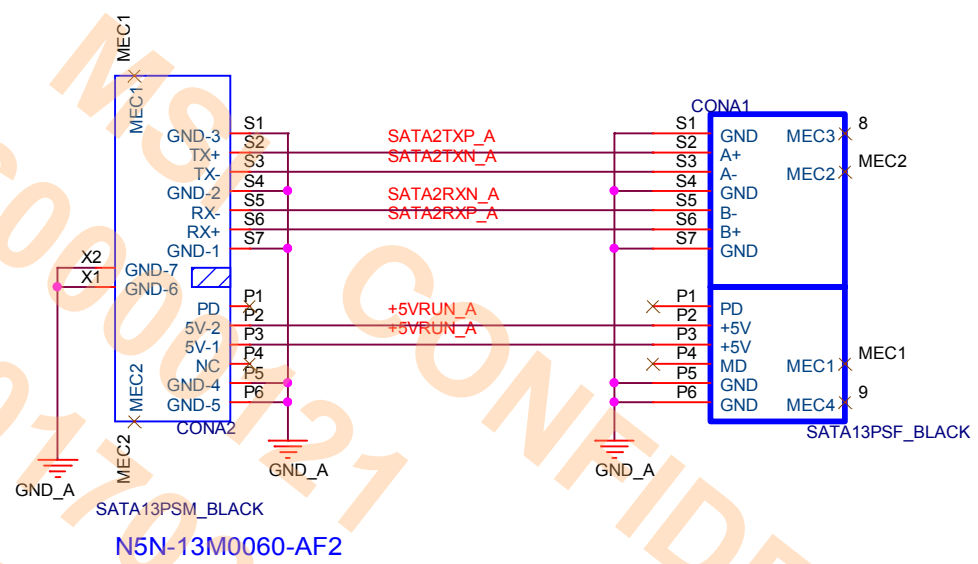 MEC1
MEC1
GND-3 S1
TX+ S2
TX- S3
GND-2 S4
RX- S5
RX+ S6
GND-1 S7
X2 GND-7
X1 GND-6
PD P1
5V-2 P2
5V-1 P3
NC P4
GND-4 P5
GND-5 P6
MEC2
MEC2
CONA2
GND_A
GND_A
SATA13PSM_BLACK
N5N-13M0060-AF2
SATA2TXP_A
SATA2TXN_A
SATA2RXN_A
SATA2RXP_A
+5VRUN_A
+5VRUN_A
CONA1
S1 GND MEC3 8
S2 A+
S3 A- MEC2 MEC2
S4 GND
S5 B-
S6 B+
S7 GND
P1 PD
P2 +5V
P3 +5V
P4 MD MEC1 MEC1
P5 GND
P6 GND MEC4 9
SATA13PSF_BLACK
GND_A
MSI
CONFIDE